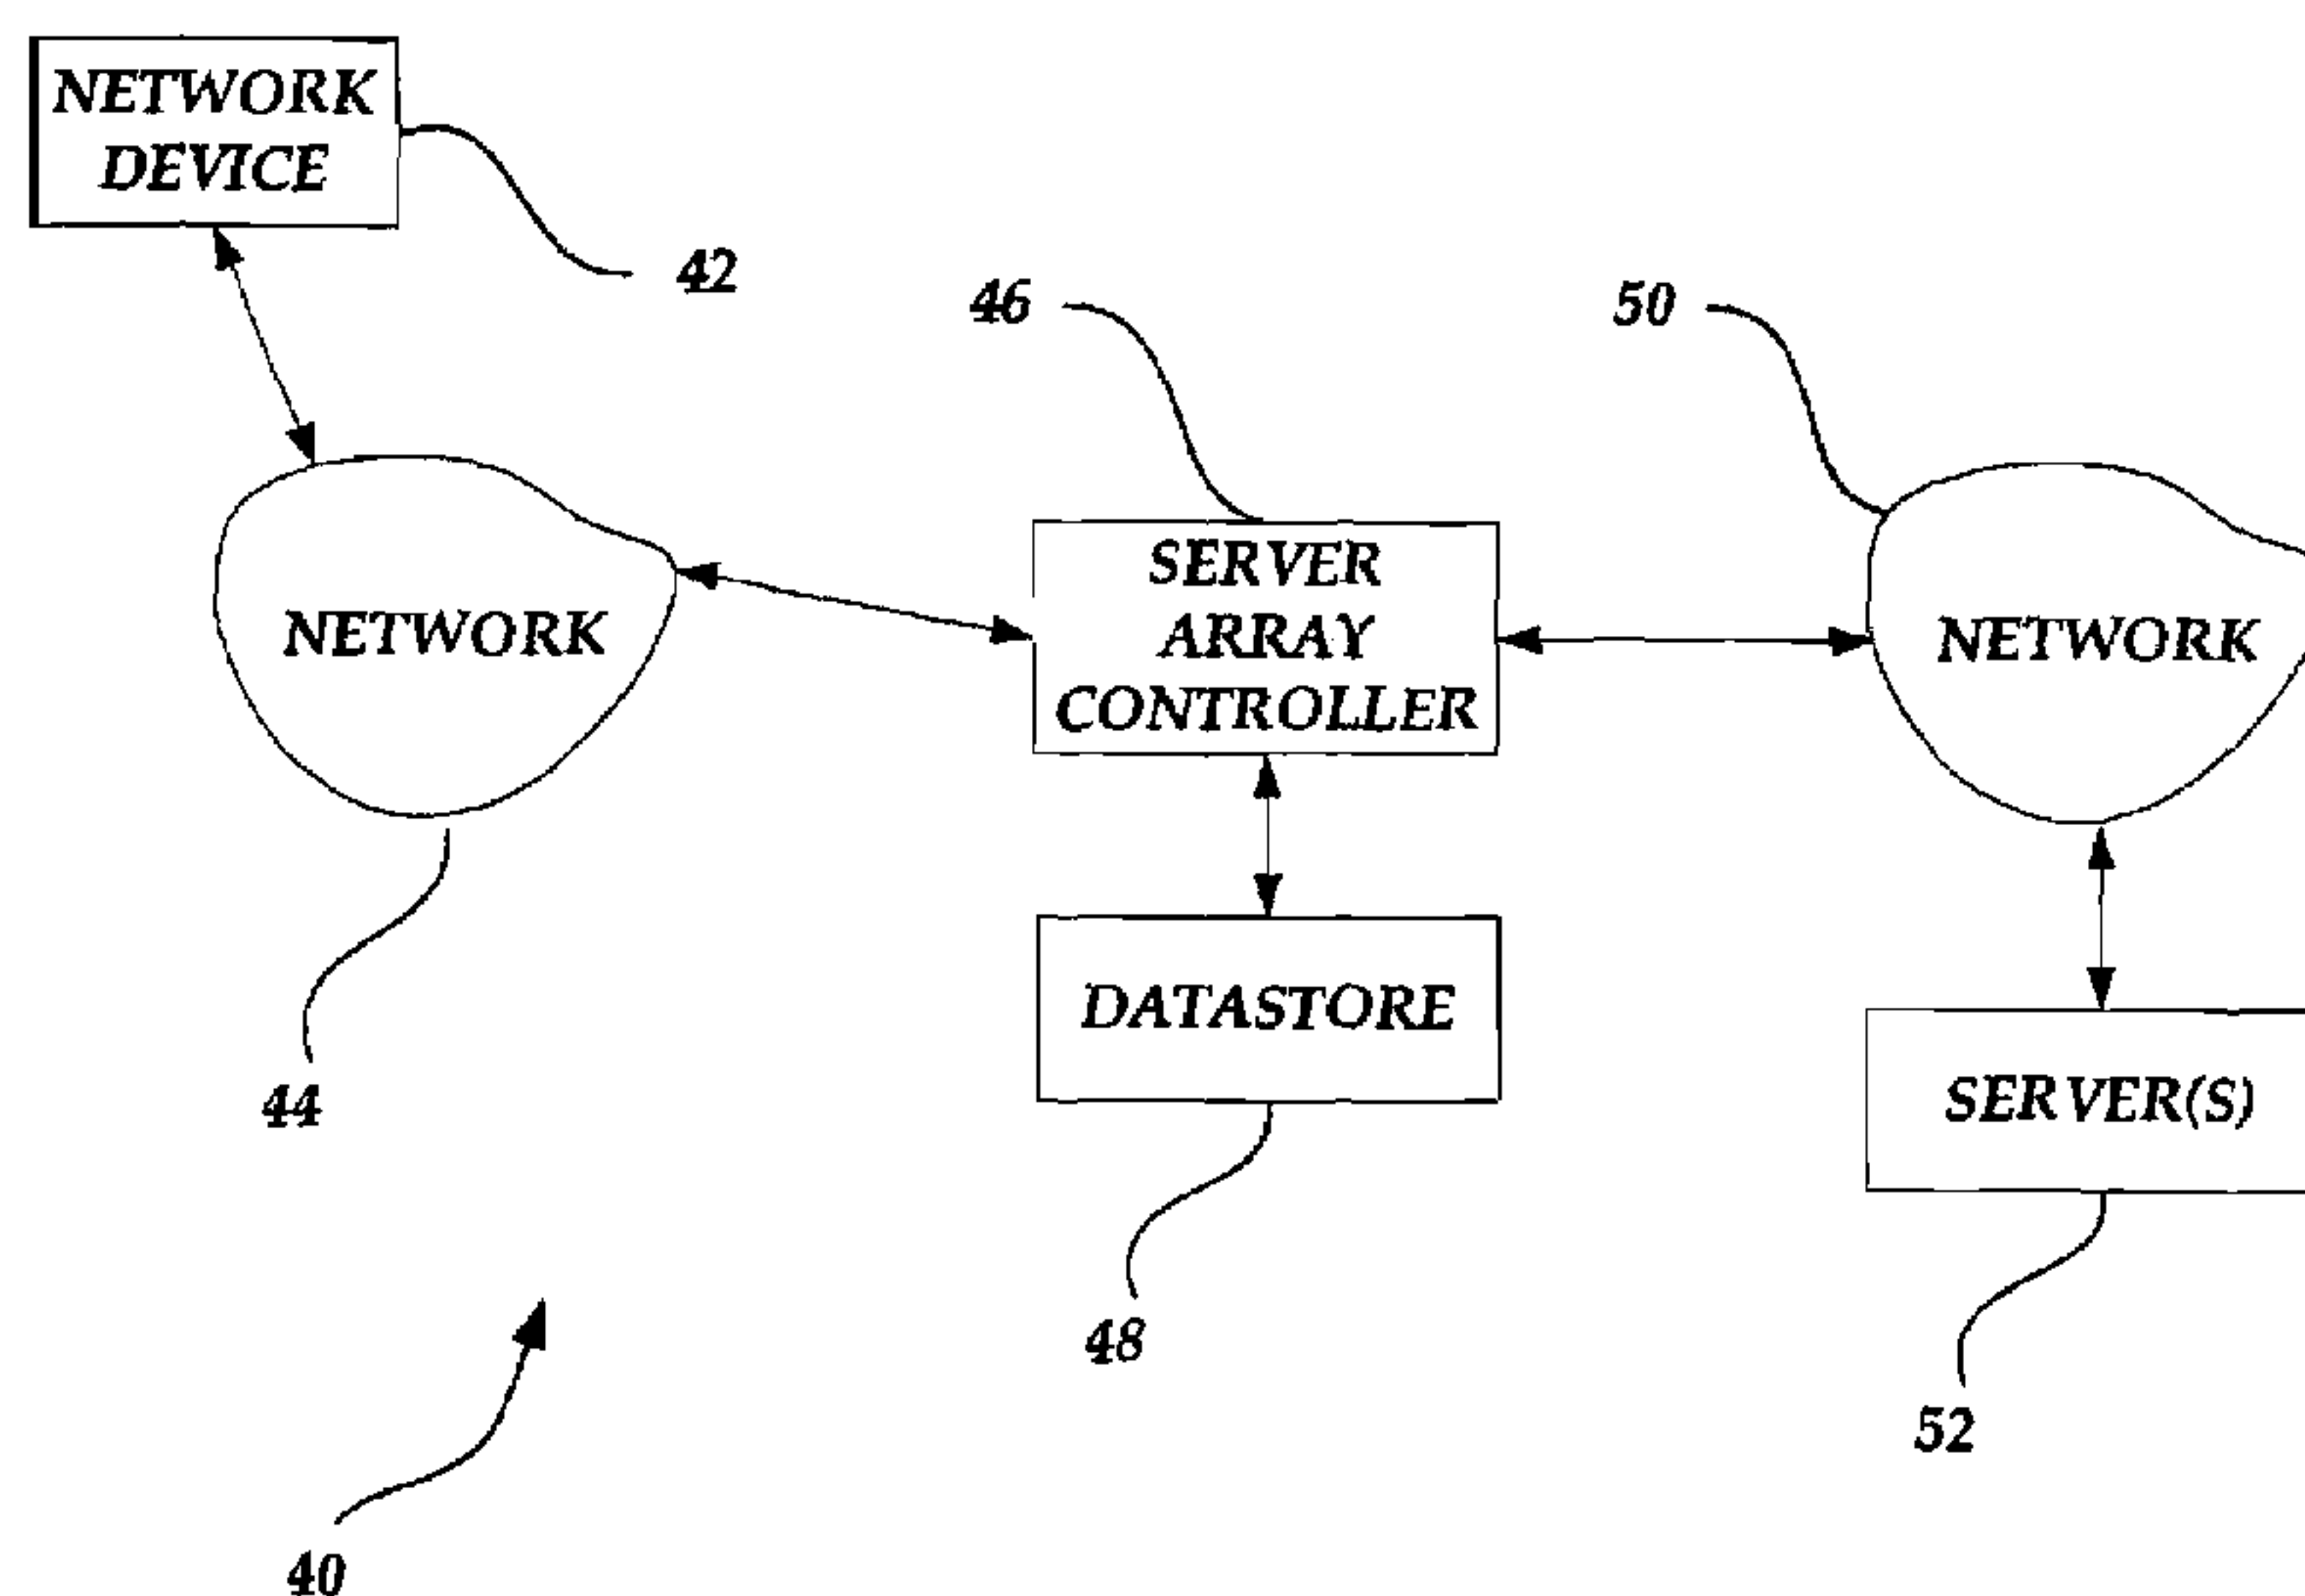 NETWORK
DEVICE
42
46
50
NETWORK
SERVER
ARRAY
CONTROLLER
NETWORK
DATASTORE
44
SERVER(S)
48
52
40